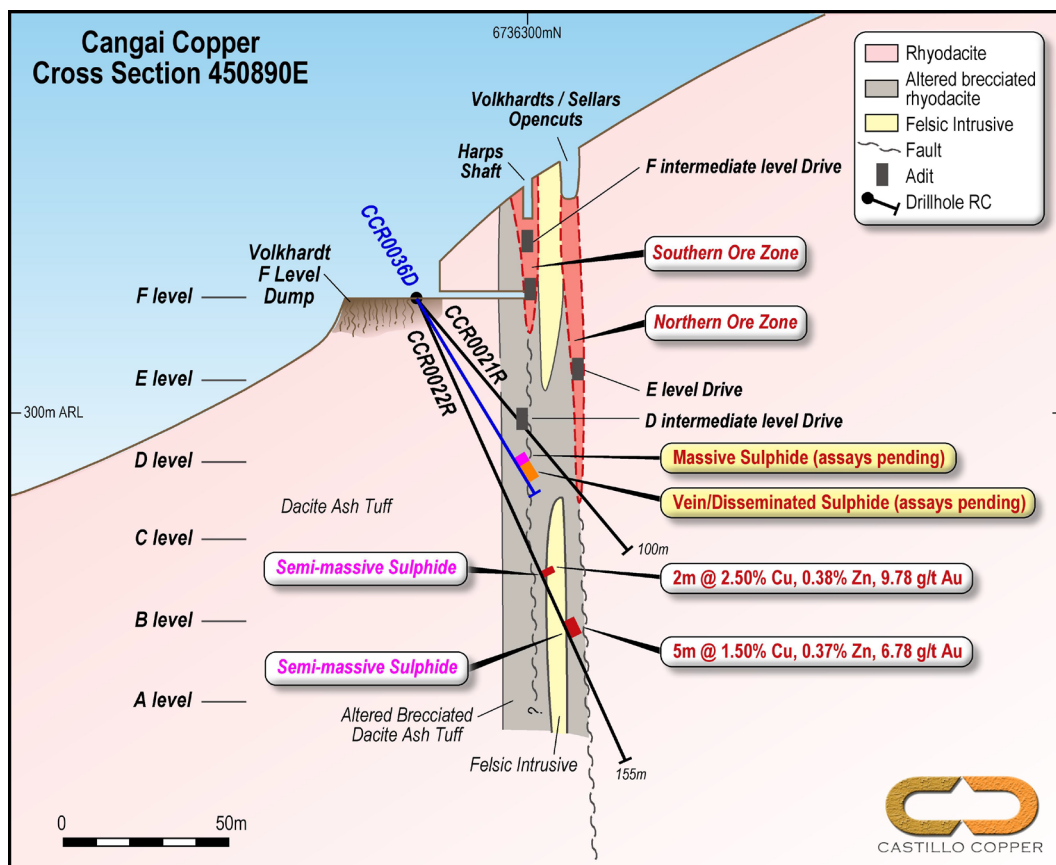 Cangai Copper
Cross Section 450890E
6736300mN
Rhyodacite
Altered brecciated
rhyodacite
Felsic Intrusive
Fault
Adit
Drillhole RC
Volkhardts / Sellars
Opencuts
Harps
Shaft
F intermediate level Drive
CCR0036D
Southern Ore Zone
Volkhardt
F Level
Dump
F level
Northern Ore Zone
CCR0021R
CCR0022R
E level
E level Drive
300m ARL
D intermediate level Drive
D level
Massive Sulphide (assays pending)
Vein/Disseminated Sulphide (assays pending)
Dacite Ash Tuff
C level
100m
Semi-massive Sulphide
2m @ 2.50% Cu, 0.38% Zn, 9.78 g/t Au
B level
5m @ 1.50% Cu, 0.37% Zn, 6.78 g/t Au
Semi-massive Sulphide
A level
?
Altered Brecciated
Dacite Ash Tuff
Felsic Intrusive
155m
0
50m
CASTILLO COPPER